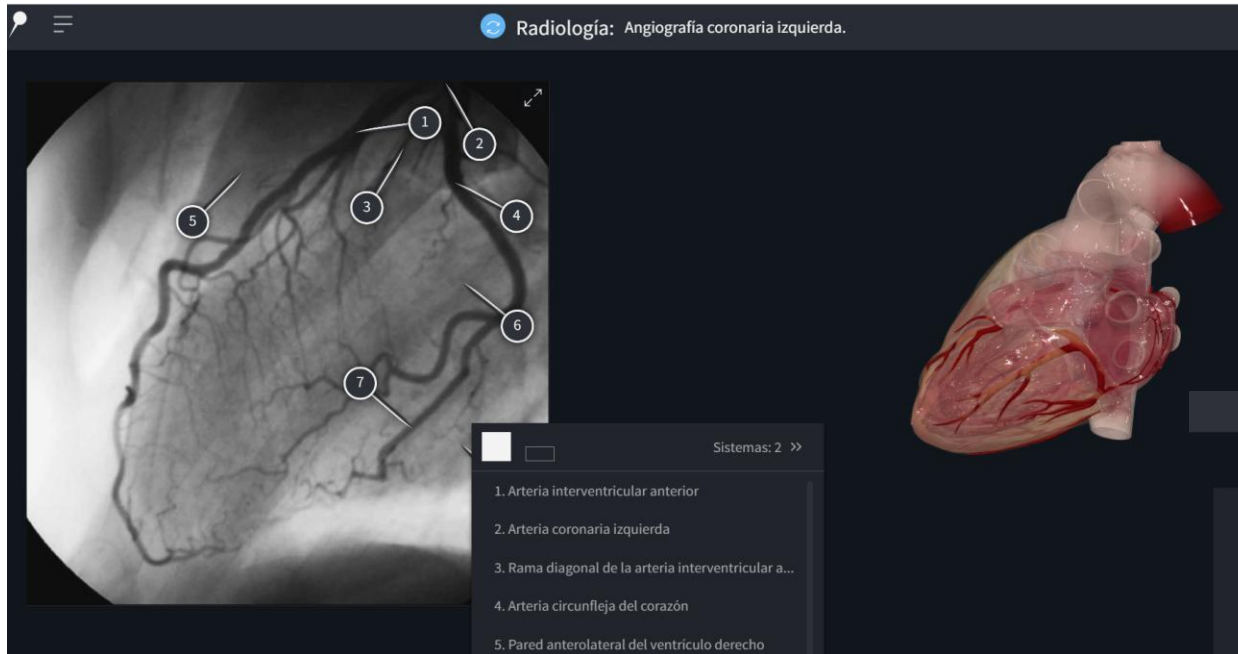 Radiología: Angiografía coronaria izquierda.
1
2
3
4
5
6
7
Sistemas: 2 »
1. Arteria interventricular anterior
2. Arteria coronaria izquierda
3. Rama diagonal de la arteria interventricular a...
4. Arteria circunfleja del corazón
5. Pared anterolateral del ventrículo derecho